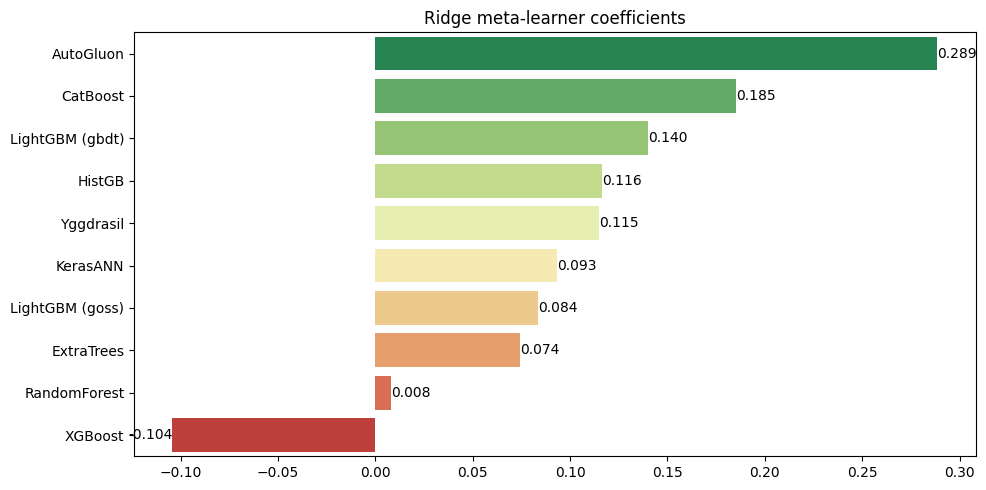 Ridge meta-learner coefficients
AutoGluon
0.289
CatBoost
0.185
LightGBM (gbdt)
0.140
HistGB
0.116
Yggdrasil
0.115
KerasANN
0.093
LightGBM (goss)
0.084
ExtraTrees
0.074
RandomForest
0.008
XGBoost
-0.104
−0.10 −0.05 0.00 0.05 0.10 0.15 0.20 0.25 0.30